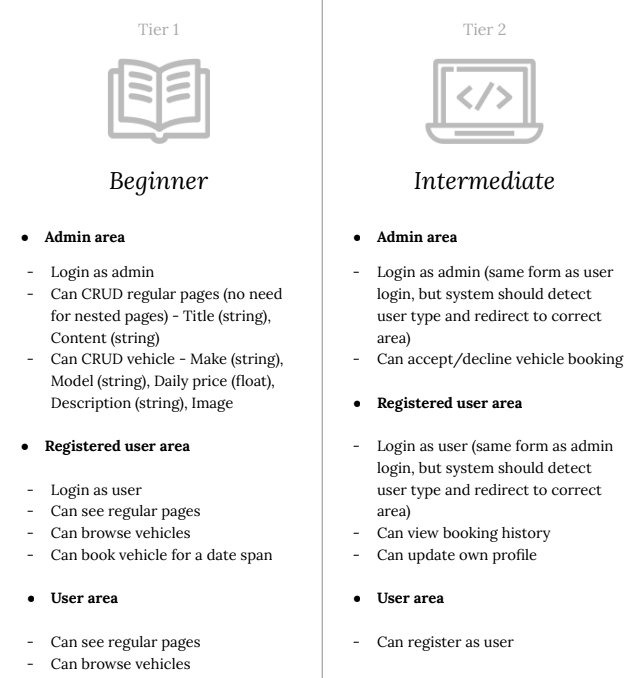 Tier 1
</>
Beginner
● Admin area
- Login as admin
- Can CRUD regular pages (no need
for nested pages) - Title (string),
Content (string)
- Can CRUD vehicle - Make (string),
Model (string), Daily price (float),
Description (string), Image
● Registered user area
- Login as user
- Can see regular pages
- Can browse vehicles
- Can book vehicle for a date span
● User area
- Can see regular pages
- Can browse vehicles
Tier 2
Intermediate
● Admin area
- Login as admin (same form as user
login, but system should detect
user type and redirect to correct
area)
- Can accept/decline vehicle booking
● Registered user area
- Login as user (same form as admin
login, but system should detect
user type and redirect to correct
area)
- Can view booking history
- Can update own profile
● User area
- Can register as user